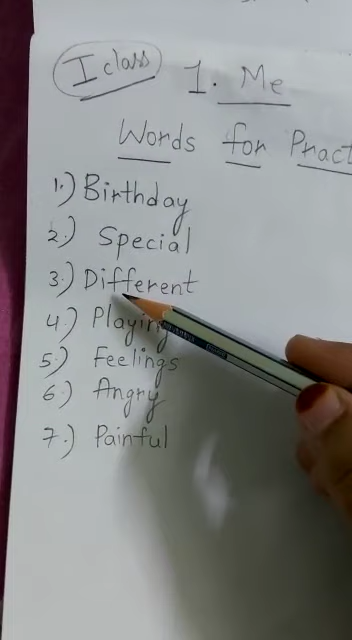 I class
1. Me
Words for Pract
1.) Birthday
2.) Special
3.) Different
4.) Playing
5.) Feelings
6.) Angry
7.) Painful